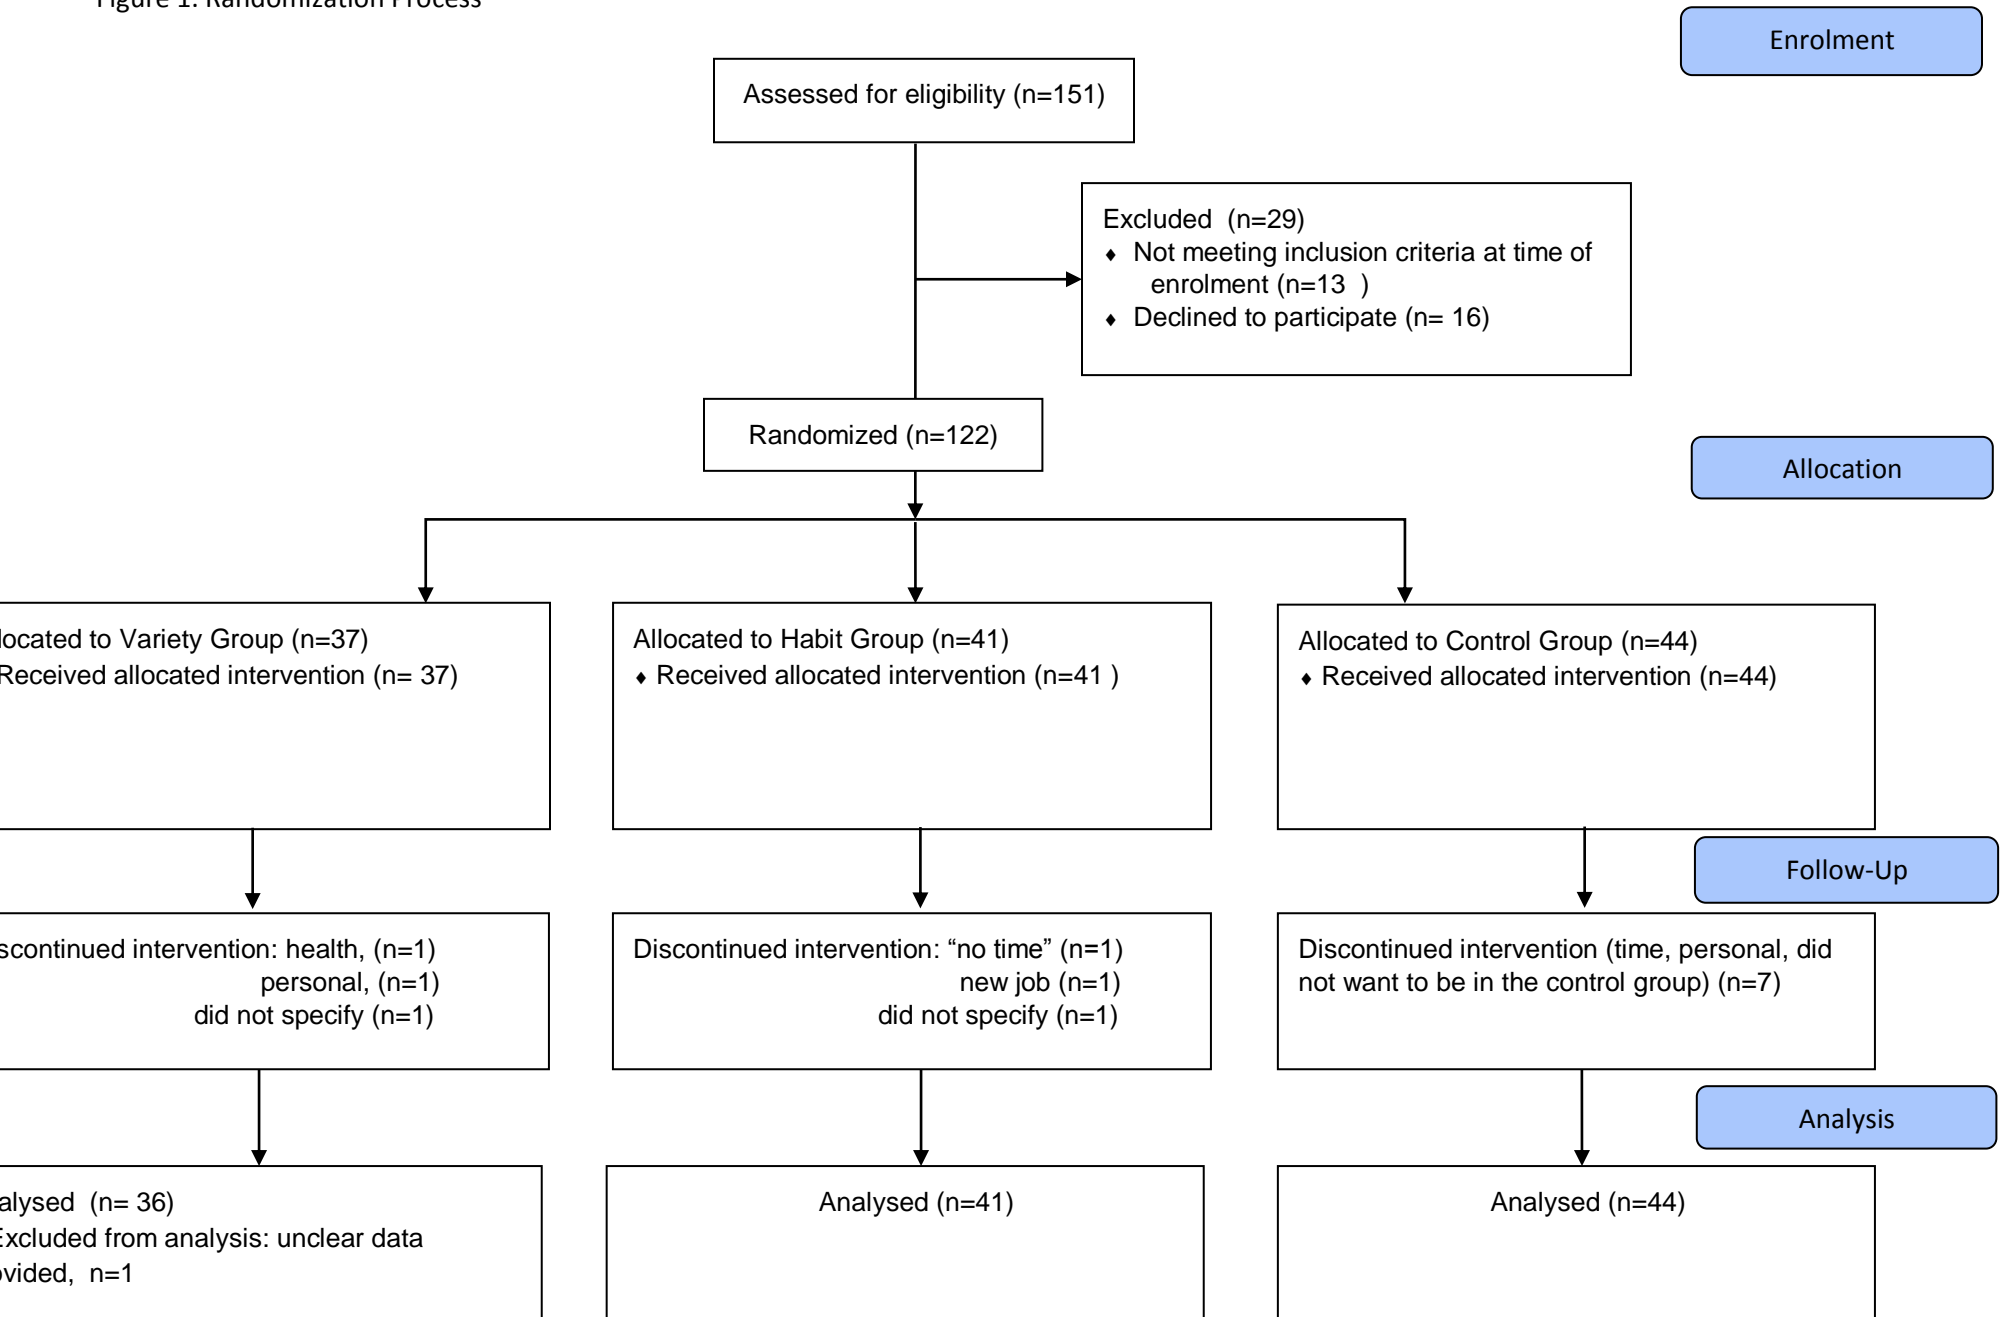 Figure 1. Randomization Process
Enrolment
Assessed for eligibility (n=151)
Excluded (n=29)
♦ Not meeting inclusion criteria at time of
enrolment (n=13 )
♦ Declined to participate (n= 16)
Randomized (n=122)
Allocation
located to Variety Group (n=37)
Received allocated intervention (n= 37)
Allocated to Habit Group (n=41)
♦ Received allocated intervention (n=41 )
Allocated to Control Group (n=44)
♦ Received allocated intervention (n=44)
Follow-Up
scontinued intervention: health, (n=1)
personal, (n=1)
did not specify (n=1)
Discontinued intervention: “no time” (n=1)
new job (n=1)
did not specify (n=1)
Discontinued intervention (time, personal, did
not want to be in the control group) (n=7)
Analysis
alysed (n= 36)
Excluded from analysis: unclear data
ovided, n=1
Analysed (n=41)
Analysed (n=44)